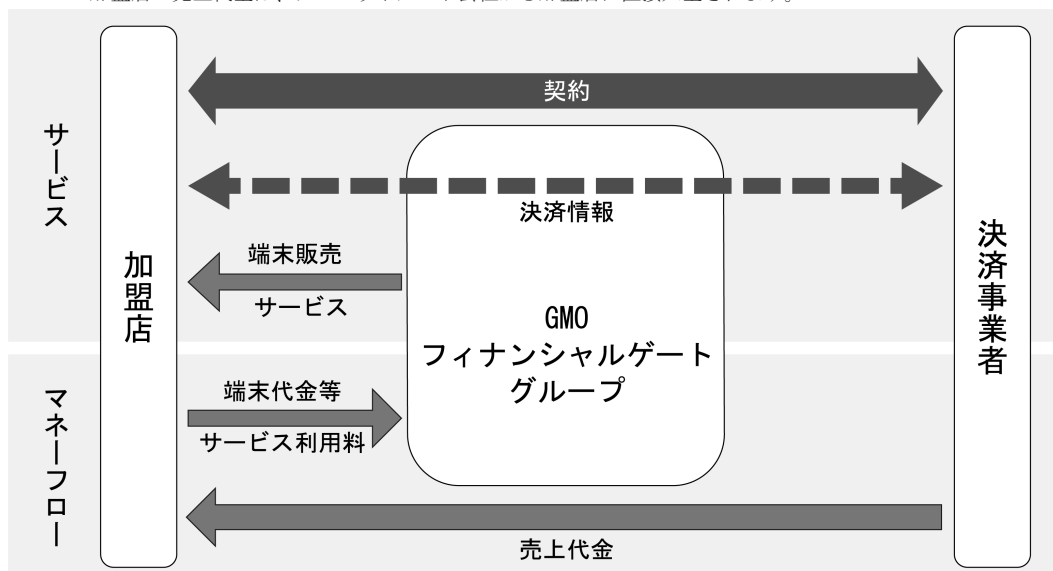 契約
サービス
決済情報
加盟店
端末販売
サービス
GMO
フィナンシャルゲート
グループ
決済事業者
マネーフロー
端末代金等
サービス利用料
売上代金